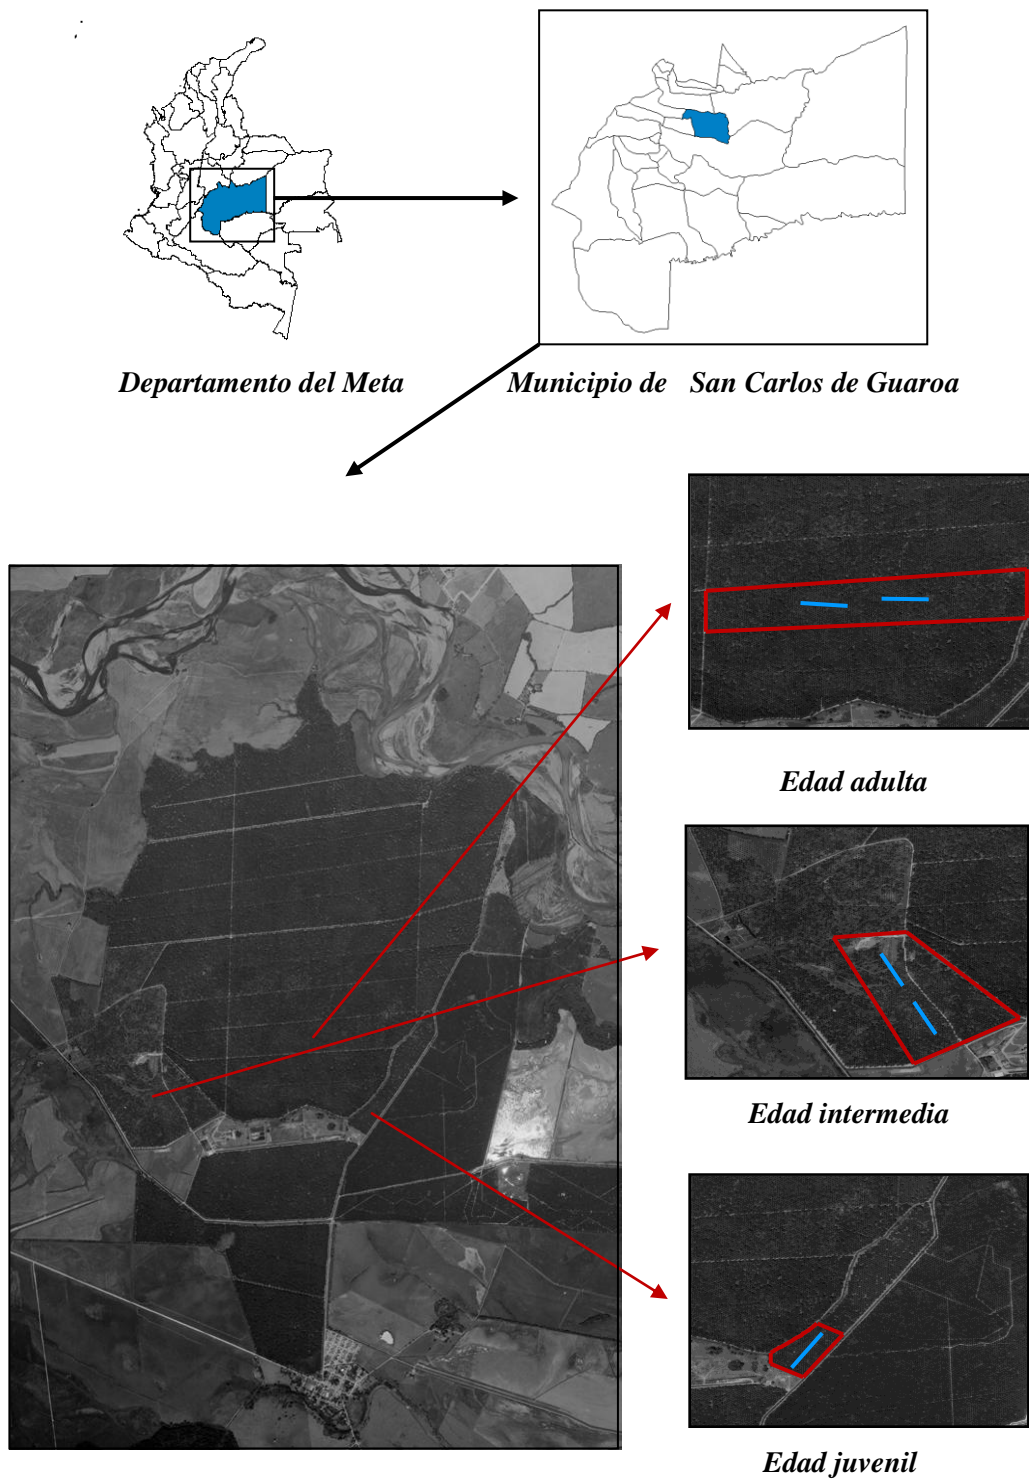 Departamento del Meta
Municipio de San Carlos de Guaroa
Edad adulta
Edad intermedia
Edad juvenil